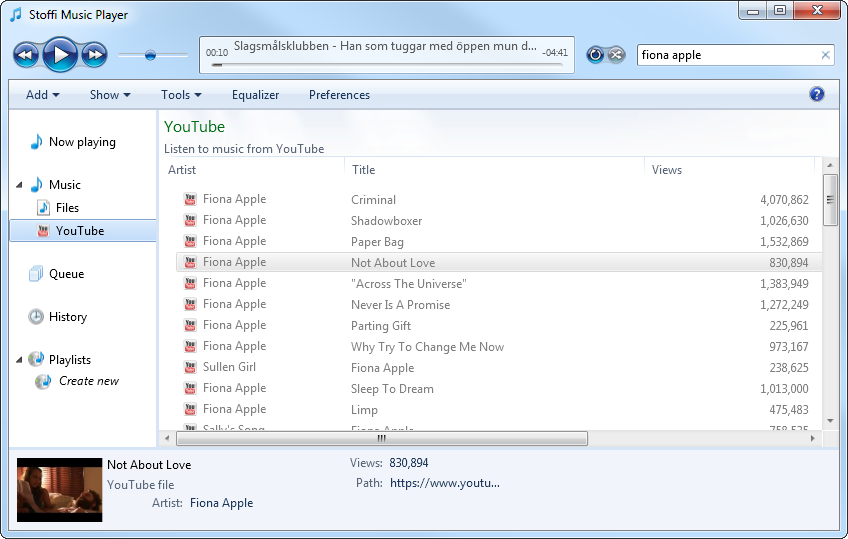 Stoffi Music Player
00:10 Slagsmålsklubben - Han som tuggar med öppen mun d... -04:41
fiona apple
Add Show Tools Equalizer Preferences
Now playing
Music
Files
YouTube
Queue
History
Playlists
Create new
YouTube
Listen to music from YouTube
Artist Title Views
Fiona Apple Criminal 4,070,862
Fiona Apple Shadowboxer 1,026,630
Fiona Apple Paper Bag 1,532,869
Fiona Apple Not About Love 830,894
Fiona Apple "Across The Universe" 1,383,949
Fiona Apple Never Is A Promise 1,272,249
Fiona Apple Parting Gift 225,961
Fiona Apple Why Try To Change Me Now 973,167
Sullen Girl Fiona Apple 238,625
Fiona Apple Sleep To Dream 1,013,000
Fiona Apple Limp 475,483
Sally's Song Fiona Apple 758,535
Not About Love
YouTube file
Artist: Fiona Apple
Views: 830,894
Path: https://www.youtu...